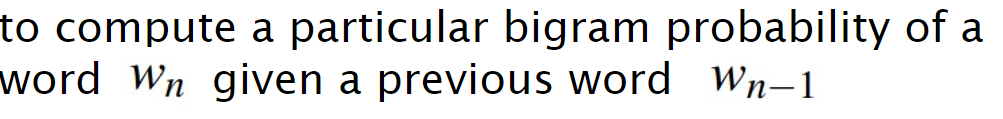 to compute a particular bigram probability of a
word wₙ given a previous word wₙ₋₁